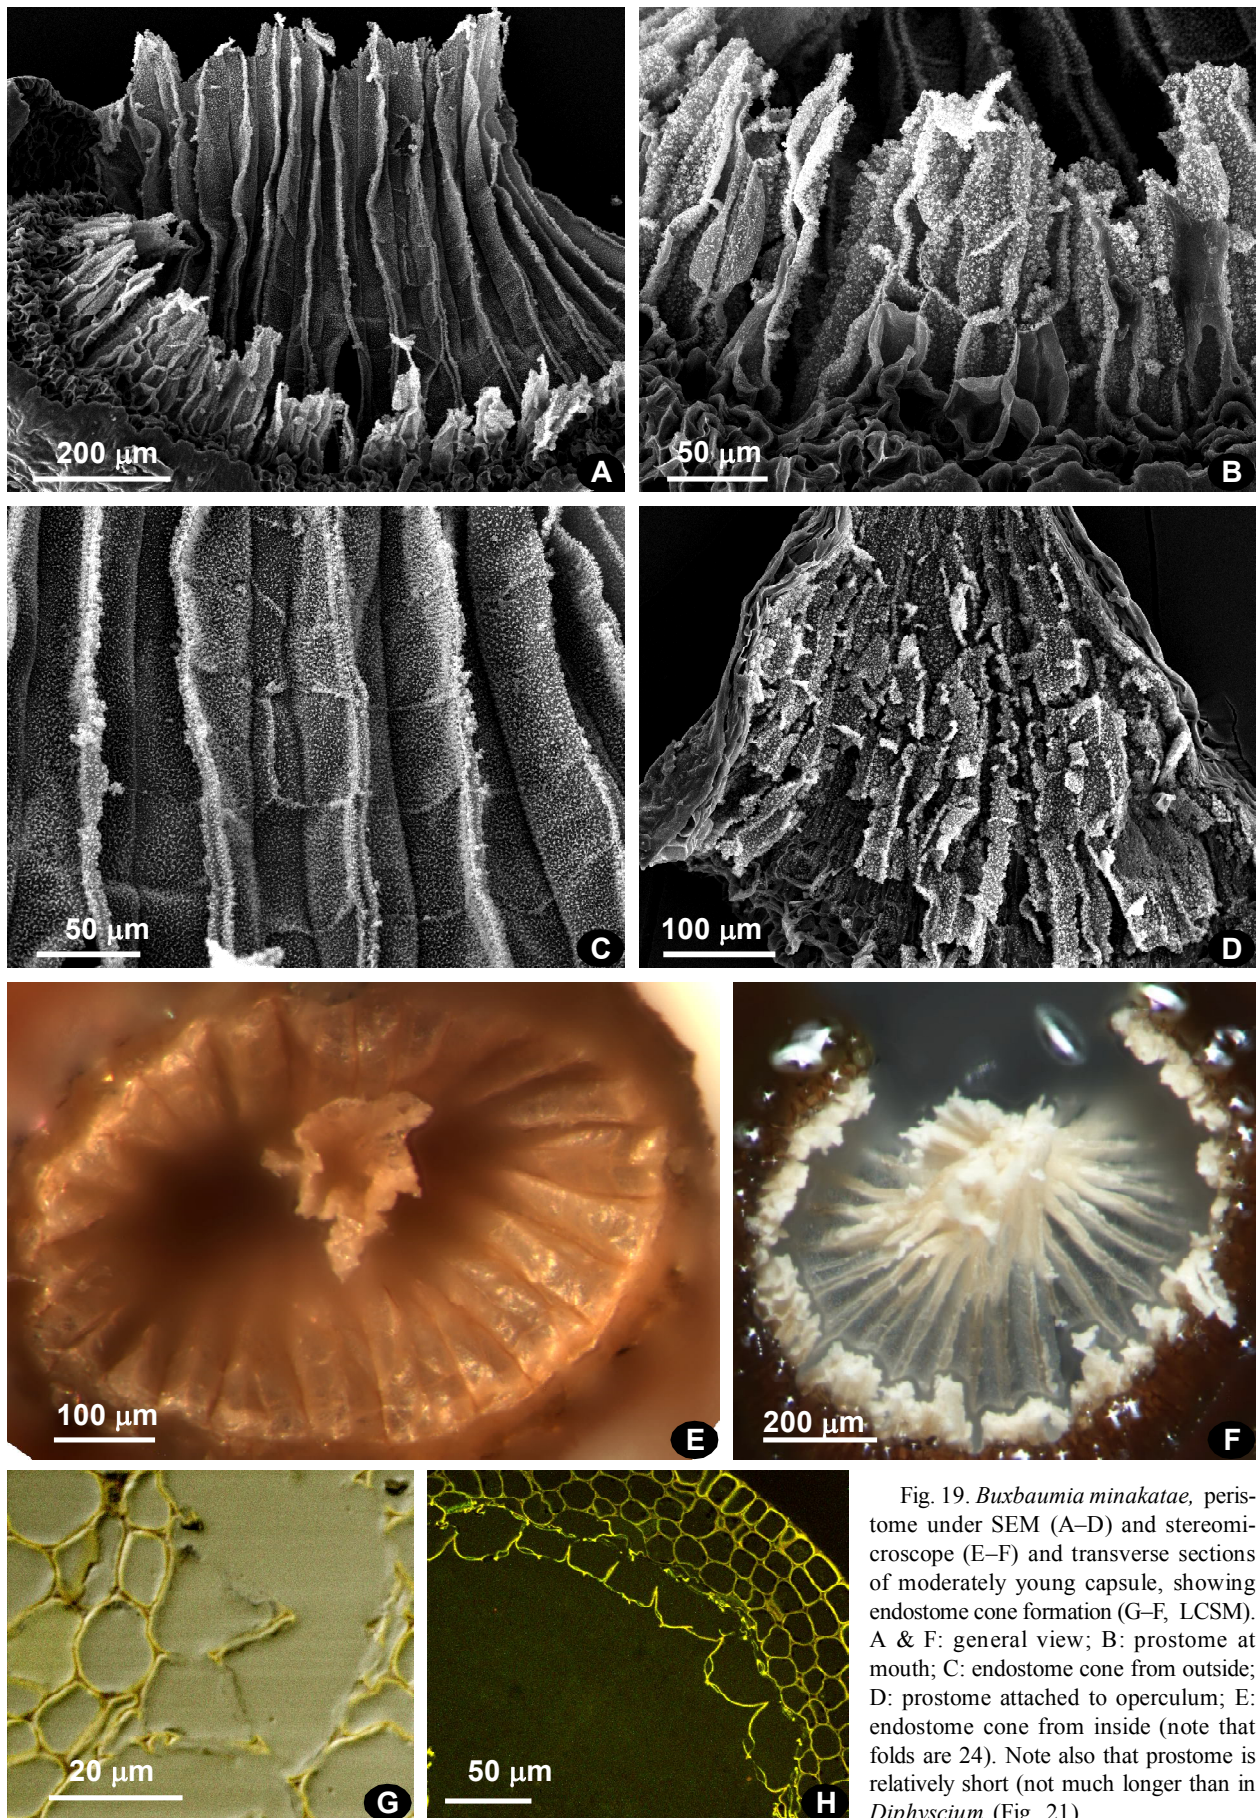 200 µm
A
50 µm
B
50 µm
C
100 µm
D
100 µm
E
200 µm
F
20 µm
G
50 µm
H
Fig. 19. Buxbaumia minakatae, peris-
tome under SEM (A–D) and stereomi-
croscope (E–F) and transverse sections
of moderately young capsule, showing
endostome cone formation (G–F, LCSM).
A & F: general view; B: prostome at
mouth; C: endostome cone from outside;
D: prostome attached to operculum; E:
endostome cone from inside (note that
folds are 24). Note also that prostome is
relatively short (not much longer than in
Diphyscium (Fig. 21)